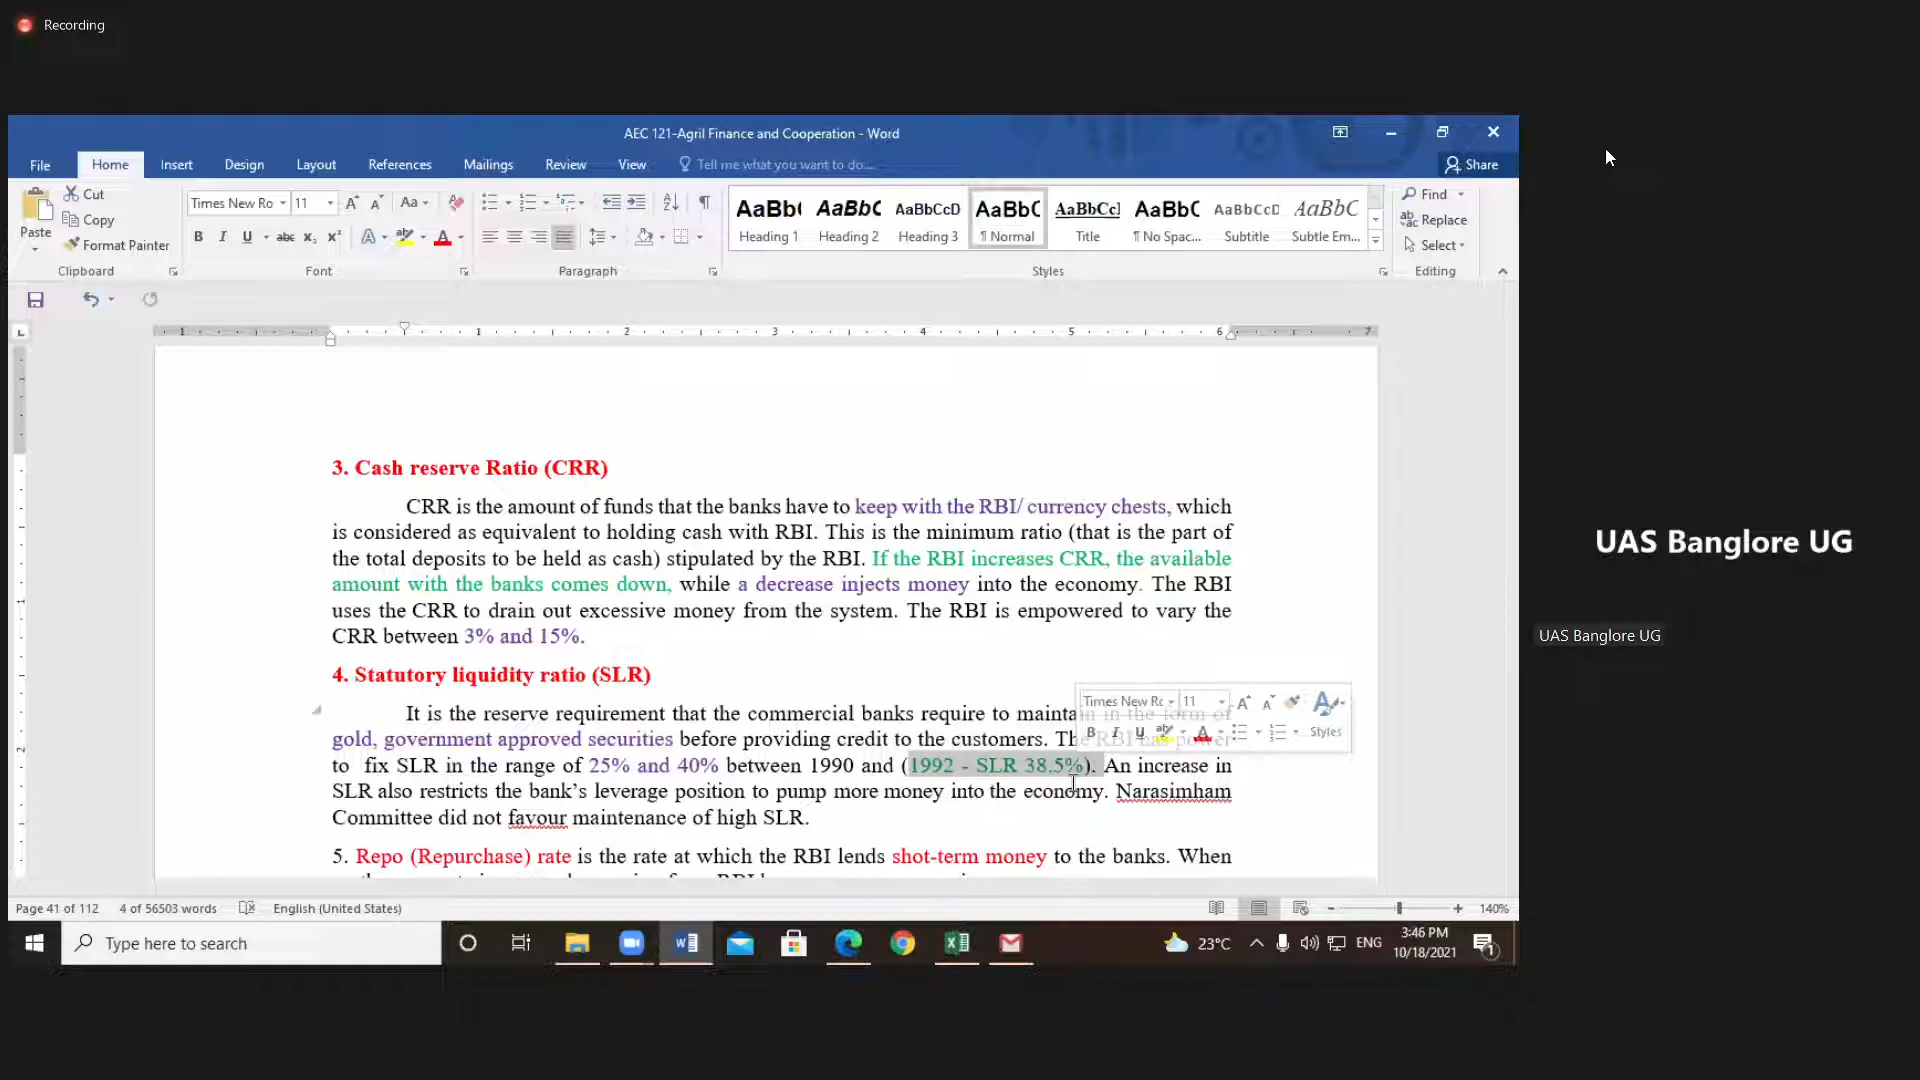 Recording
AEC 121-Agril Finance and Cooperation - Word
File Home Insert Design Layout References Mailings Review View Tell me what you want to do... Share
Paste Cut Copy Format Painter Clipboard
Times New Ro 11 Aa
B I U abc x₂ x² A
Font
Paragraph
AaBb( AaBbC AaBbCcD AaBbC AaBbCcl AaBbC AaBbCcD AaBbC
Heading 1 Heading 2 Heading 3 ¶ Normal Title ¶ No Spac... Subtitle Subtle Em...
Styles
Find Replace Select Editing
1 1 2 3 4 5 6 7
3. Cash reserve Ratio (CRR)
CRR is the amount of funds that the banks have to keep with the RBI/ currency chests, which
is considered as equivalent to holding cash with RBI. This is the minimum ratio (that is the part of
the total deposits to be held as cash) stipulated by the RBI. If the RBI increases CRR, the available
amount with the banks comes down, while a decrease injects money into the economy. The RBI
uses the CRR to drain out excessive money from the system. The RBI is empowered to vary the
CRR between 3% and 15%.
4. Statutory liquidity ratio (SLR)
It is the reserve requirement that the commercial banks require to maintain in the form of
gold, government approved securities before providing credit to the customers. The RBI has power
to fix SLR in the range of 25% and 40% between 1990 and (1992 - SLR 38.5%). An increase in
SLR also restricts the bank’s leverage position to pump more money into the economy. Narasimham
Committee did not favour maintenance of high SLR.
5. Repo (Repurchase) rate is the rate at which the RBI lends shot-term money to the banks. When
Times New Rc 11
B I U A Styles
Page 41 of 112 4 of 56503 words English (United States) 140%
Type here to search
23°C ENG 3:46 PM
10/18/2021
1
UAS Banglore UG
UAS Banglore UG